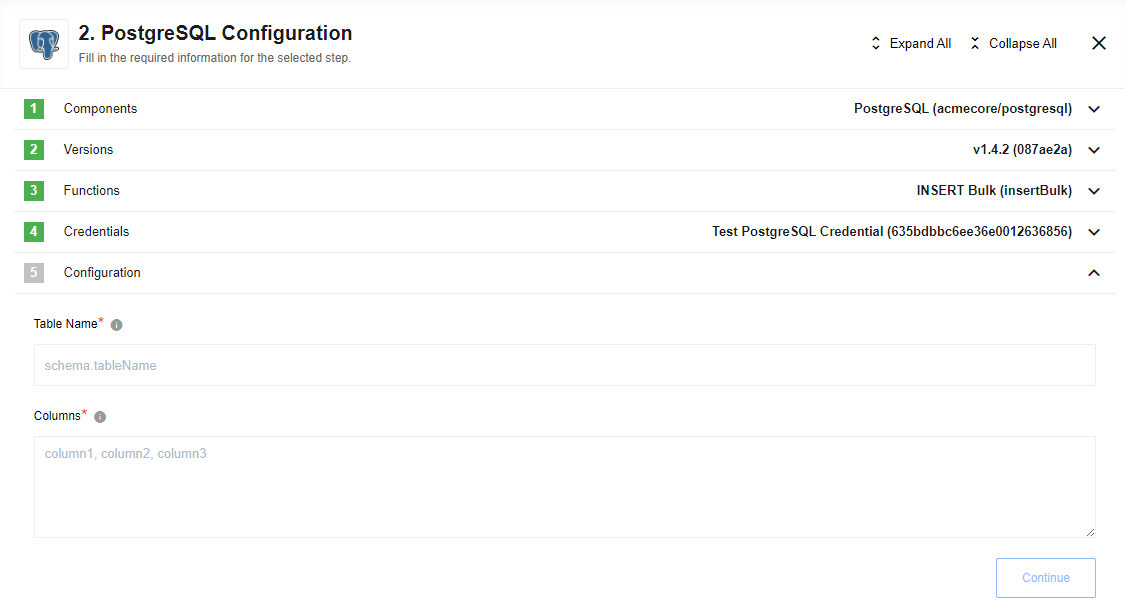 2. PostgreSQL Configuration
Fill in the required information for the selected step.
Expand All
Collapse All
1 Components PostgreSQL (acmecore/postgresql)
2 Versions v1.4.2 (087ae2a)
3 Functions INSERT Bulk (insertBulk)
4 Credentials Test PostgreSQL Credential (635bdbbc6ee36e0012636856)
5 Configuration
Table Name*
schema.tableName
Columns*
column1, column2, column3
Continue